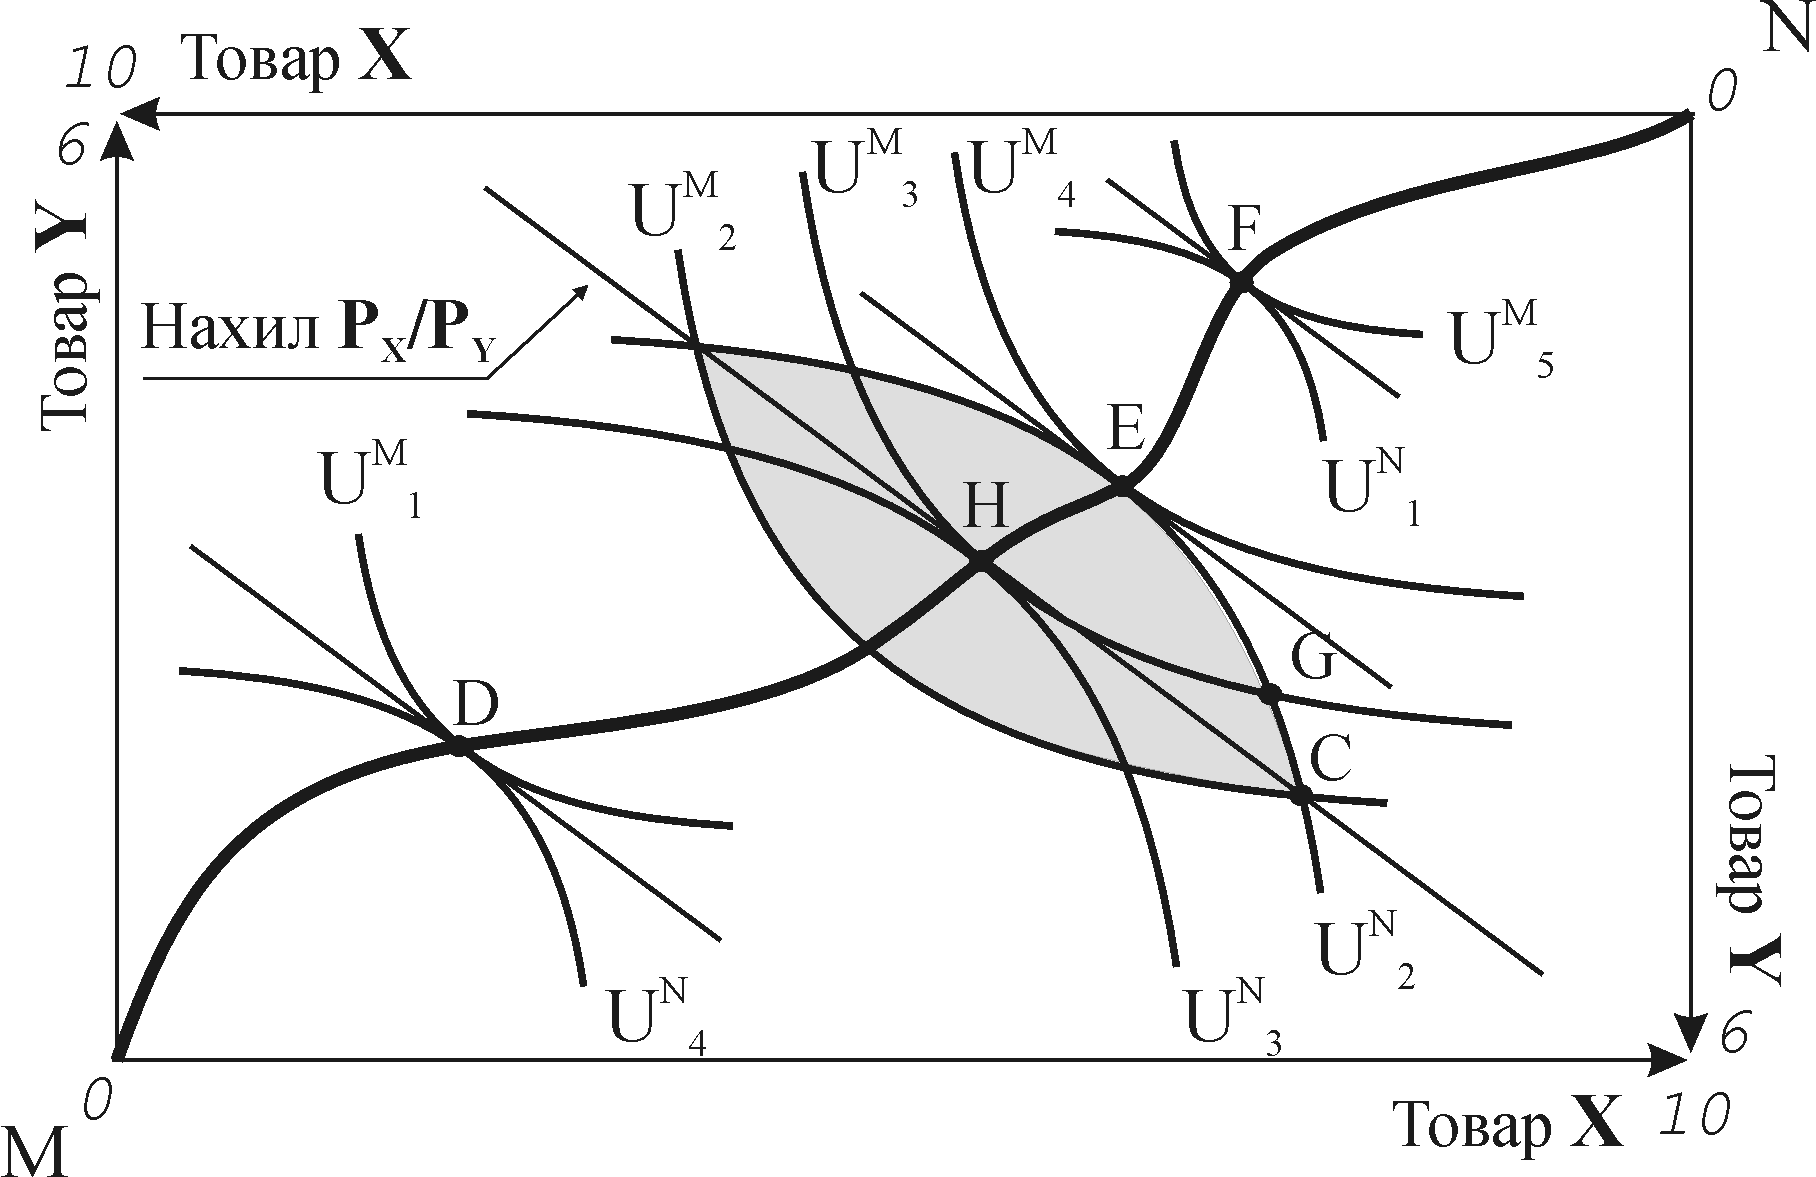 N
10 Товар X
0
6
U^M_3 U^M_4
U^M_2
F
Товар Y
Нахил P_X/P_Y
U^M_5
E
U^M_1
U^N_1
H
G
D
C
Товар Y
U^N_2
U^N_4
U^N_3
6
0
Товар X 10
M